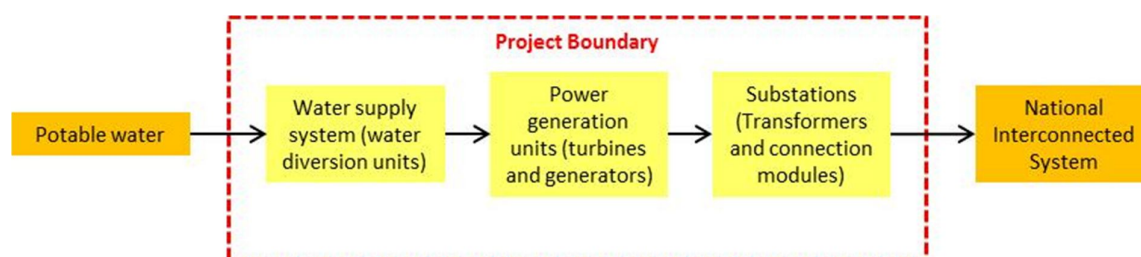 Project Boundary
Potable water
Water supply
system (water
diversion units)
Power
generation
units (turbines
and generators)
Substations
(Transformers
and connection
modules)
National
Interconnected
System